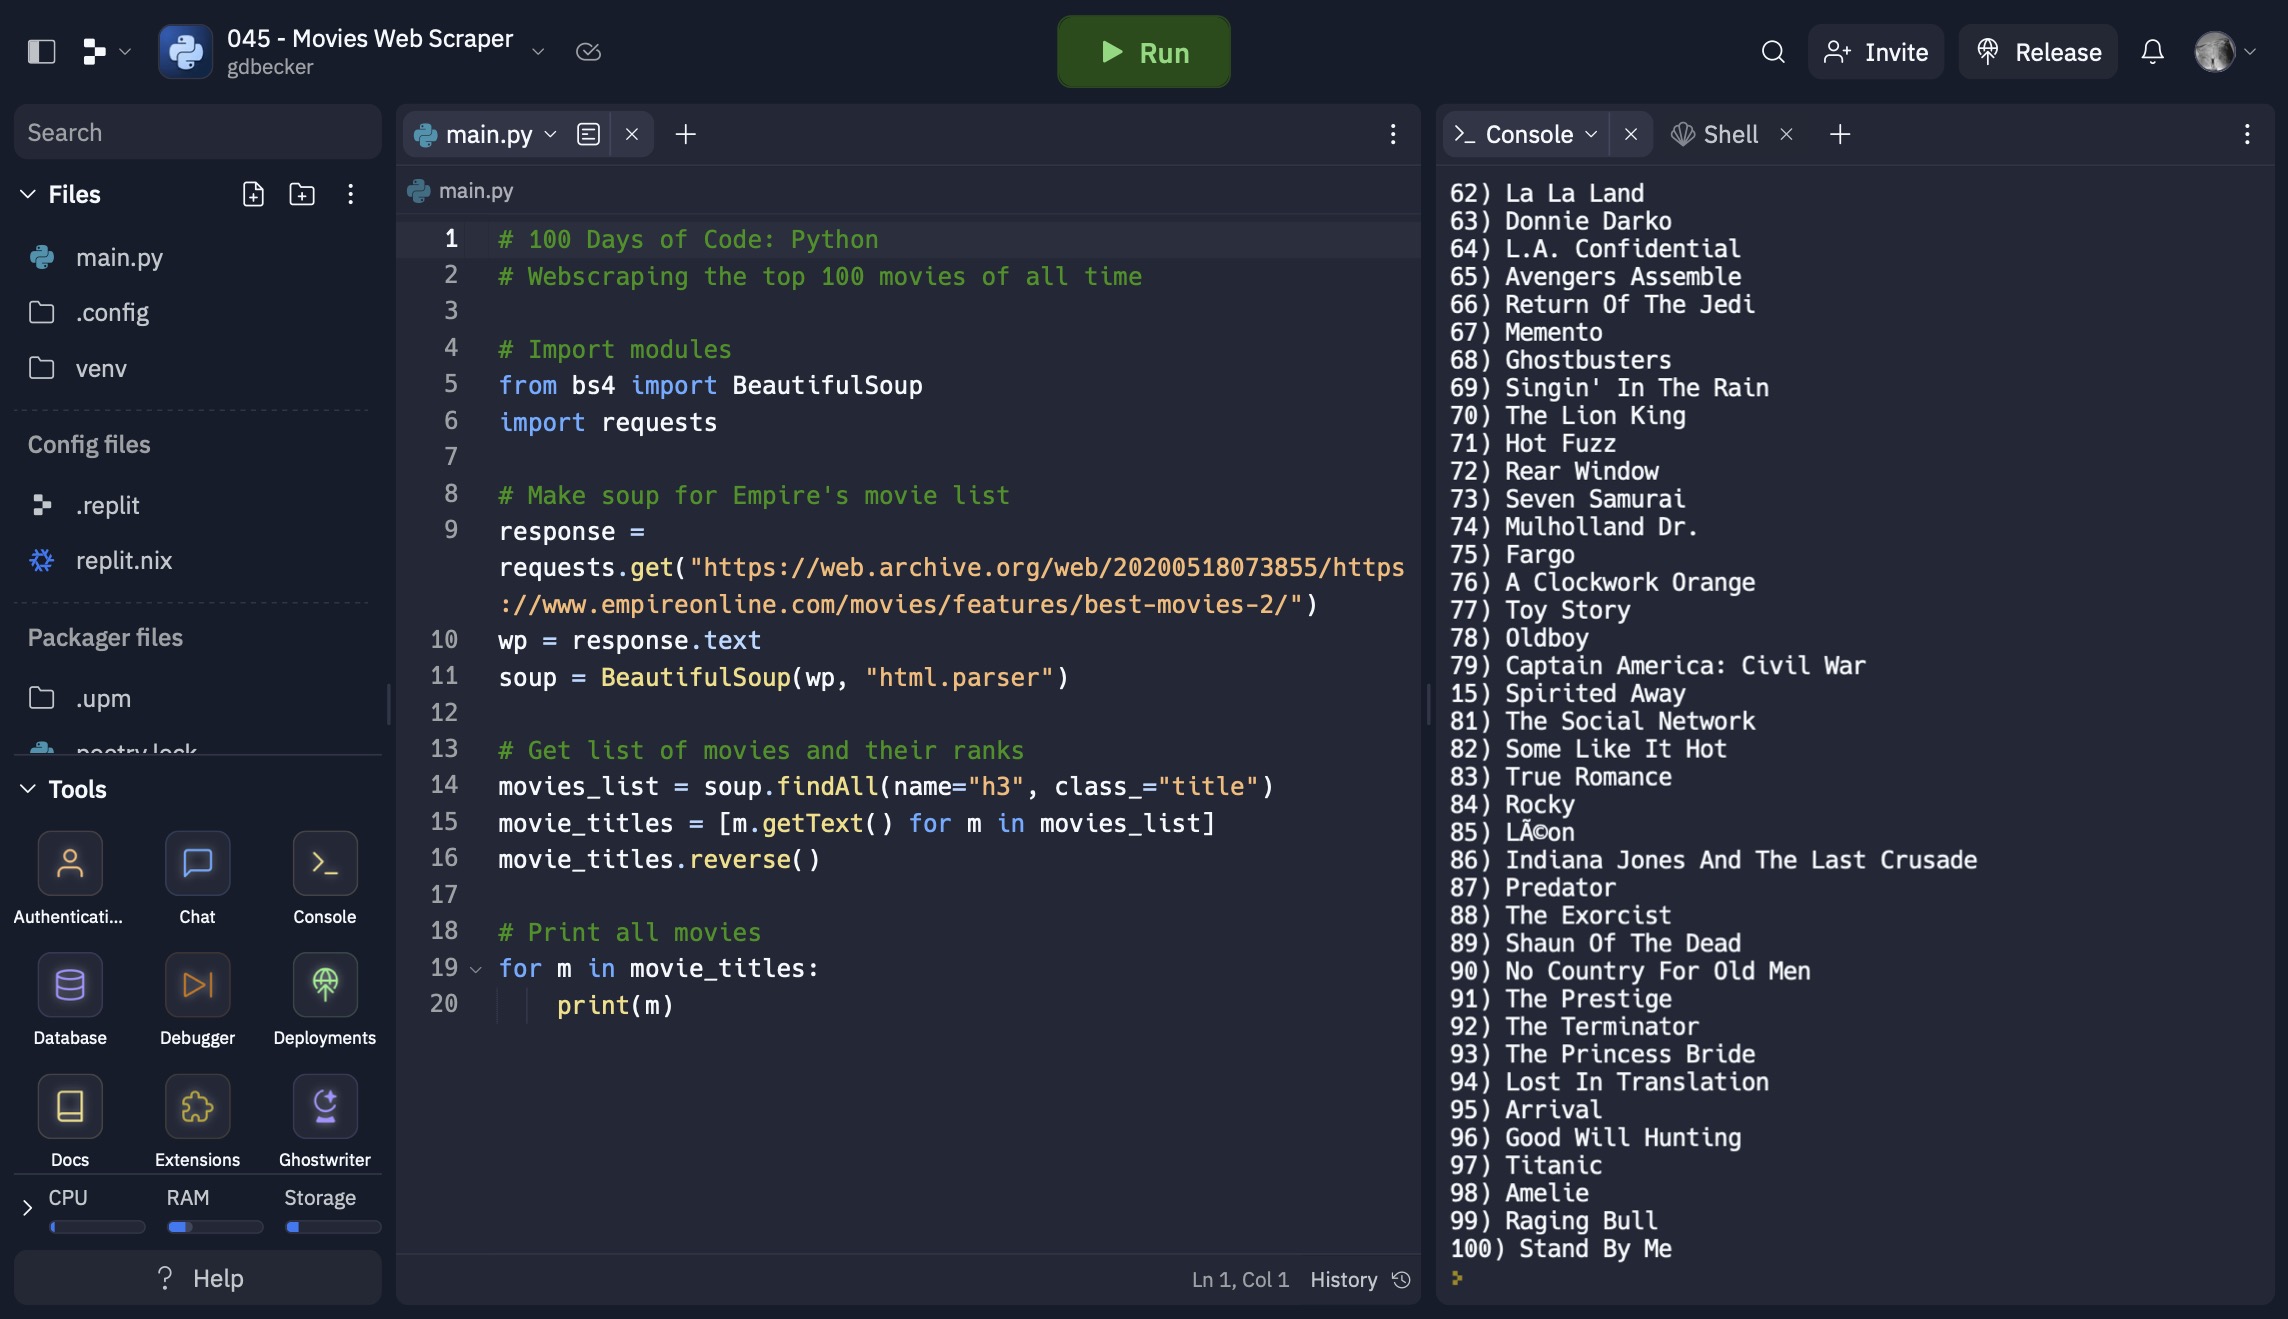 045 - Movies Web Scraper
gdbecker
Run
Invite
Release
Search
Files
main.py
.config
venv
Config files
.replit
replit.nix
Packager files
.upm
poetry.lock
Tools
Authenticati...
Chat
Console
Database
Debugger
Deployments
Docs
Extensions
Ghostwriter
CPU
RAM
Storage
? Help
main.py
main.py
1 # 100 Days of Code: Python
2 # Webscraping the top 100 movies of all time
3
4 # Import modules
5 from bs4 import BeautifulSoup
6 import requests
7
8 # Make soup for Empire's movie list
9 response =
requests.get("https://web.archive.org/web/20200518073855/https
://www.empireonline.com/movies/features/best-movies-2/")
10 wp = response.text
11 soup = BeautifulSoup(wp, "html.parser")
12
13 # Get list of movies and their ranks
14 movies_list = soup.findAll(name="h3", class_="title")
15 movie_titles = [m.getText() for m in movies_list]
16 movie_titles.reverse()
17
18 # Print all movies
19 for m in movie_titles:
20 print(m)
Ln 1, Col 1 History
>_ Console
Shell
62) La La Land
63) Donnie Darko
64) L.A. Confidential
65) Avengers Assemble
66) Return Of The Jedi
67) Memento
68) Ghostbusters
69) Singin' In The Rain
70) The Lion King
71) Hot Fuzz
72) Rear Window
73) Seven Samurai
74) Mulholland Dr.
75) Fargo
76) A Clockwork Orange
77) Toy Story
78) Oldboy
79) Captain America: Civil War
15) Spirited Away
81) The Social Network
82) Some Like It Hot
83) True Romance
84) Rocky
85) LÃ©on
86) Indiana Jones And The Last Crusade
87) Predator
88) The Exorcist
89) Shaun Of The Dead
90) No Country For Old Men
91) The Prestige
92) The Terminator
93) The Princess Bride
94) Lost In Translation
95) Arrival
96) Good Will Hunting
97) Titanic
98) Amelie
99) Raging Bull
100) Stand By Me